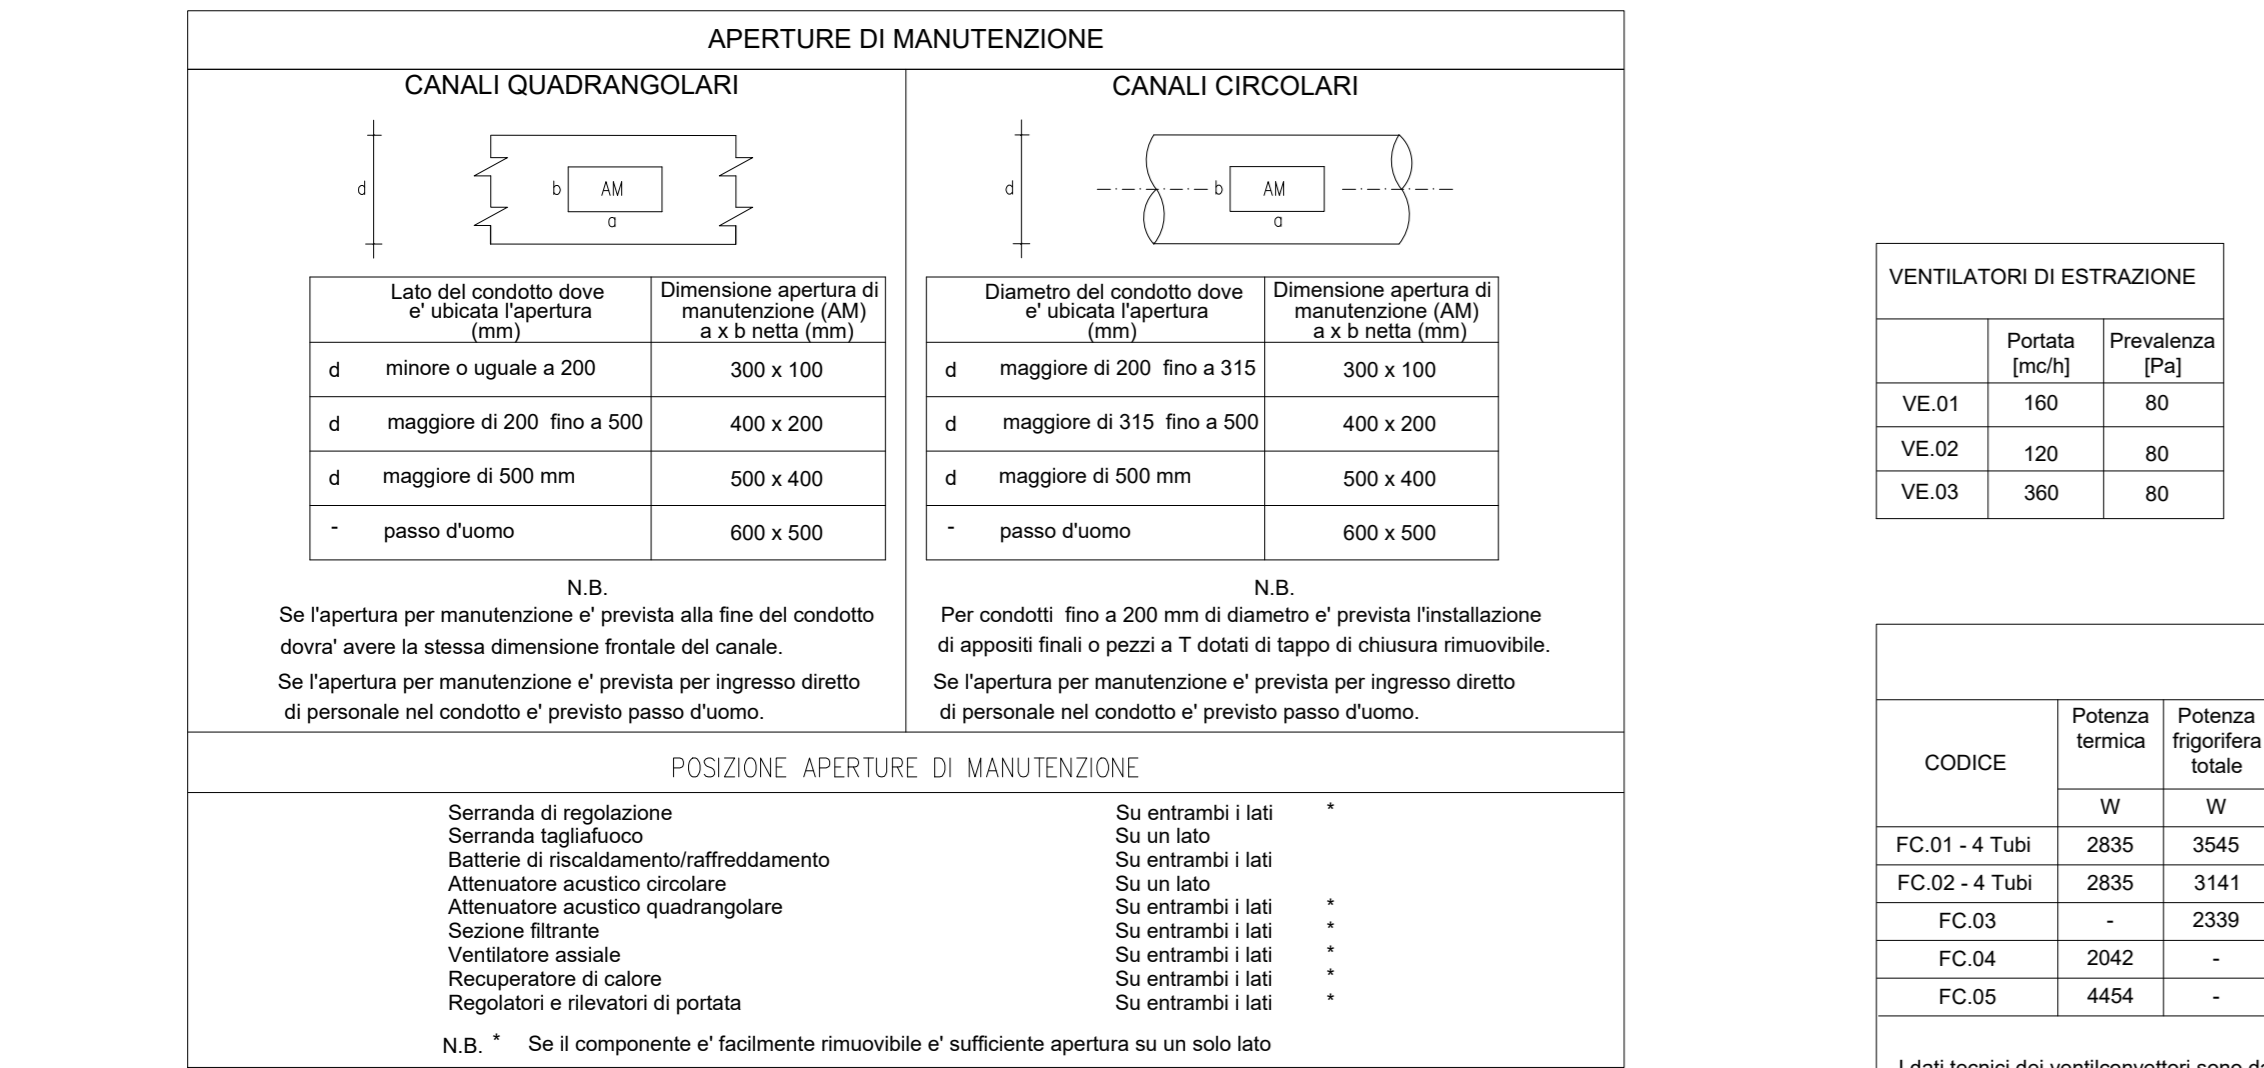 APERTURE DI MANUTENZIONE
CANALI QUADRANGOLARI
d
b
AM
a
Lato del condotto dove
e' ubicata l'apertura
(mm)
Dimensione apertura di
manutenzione (AM)
a x b netta (mm)
d minore o uguale a 200 300 x 100
d maggiore di 200 fino a 500 400 x 200
d maggiore di 500 mm 500 x 400
- passo d'uomo 600 x 500
N.B.
Se l'apertura per manutenzione e' prevista alla fine del condotto
dovra' avere la stessa dimensione frontale del canale.
Se l'apertura per manutenzione e' prevista per ingresso diretto
di personale nel condotto e' previsto passo d'uomo.
CANALI CIRCOLARI
d
b
AM
a
Diametro del condotto dove
e' ubicata l'apertura
(mm)
Dimensione apertura di
manutenzione (AM)
a x b netta (mm)
d maggiore di 200 fino a 315 300 x 100
d maggiore di 315 fino a 500 400 x 200
d maggiore di 500 mm 500 x 400
- passo d'uomo 600 x 500
N.B.
Per condotti fino a 200 mm di diametro e' prevista l'installazione
di appositi finali o pezzi a T dotati di tappo di chiusura rimuovibile.
Se l'apertura per manutenzione e' prevista per ingresso diretto
di personale nel condotto e' previsto passo d'uomo.
POSIZIONE APERTURE DI MANUTENZIONE
Serranda di regolazione Su entrambi i lati *
Serranda tagliafuoco Su un lato
Batterie di riscaldamento/raffreddamento Su entrambi i lati
Attenuatore acustico circolare Su un lato
Attenuatore acustico quadrangolare Su entrambi i lati *
Sezione filtrante Su entrambi i lati *
Ventilatore assiale Su entrambi i lati *
Recuperatore di calore Su entrambi i lati *
Regolatori e rilevatori di portata Su entrambi i lati *
N.B. * Se il componente e' facilmente rimuovibile e' sufficiente apertura su un solo lato
VENTILATORI DI ESTRAZIONE
Portata
[mc/h]
Prevalenza
[Pa]
VE.01 160 80
VE.02 120 80
VE.03 360 80
CODICE
Potenza
termica
Potenza
frigorifera
totale
W W
FC.01 - 4 Tubi 2835 3545
FC.02 - 4 Tubi 2835 3141
FC.03 - 2339
FC.04 2042 -
FC.05 4454 -
I dati tecnici dei ventilconvettori sono